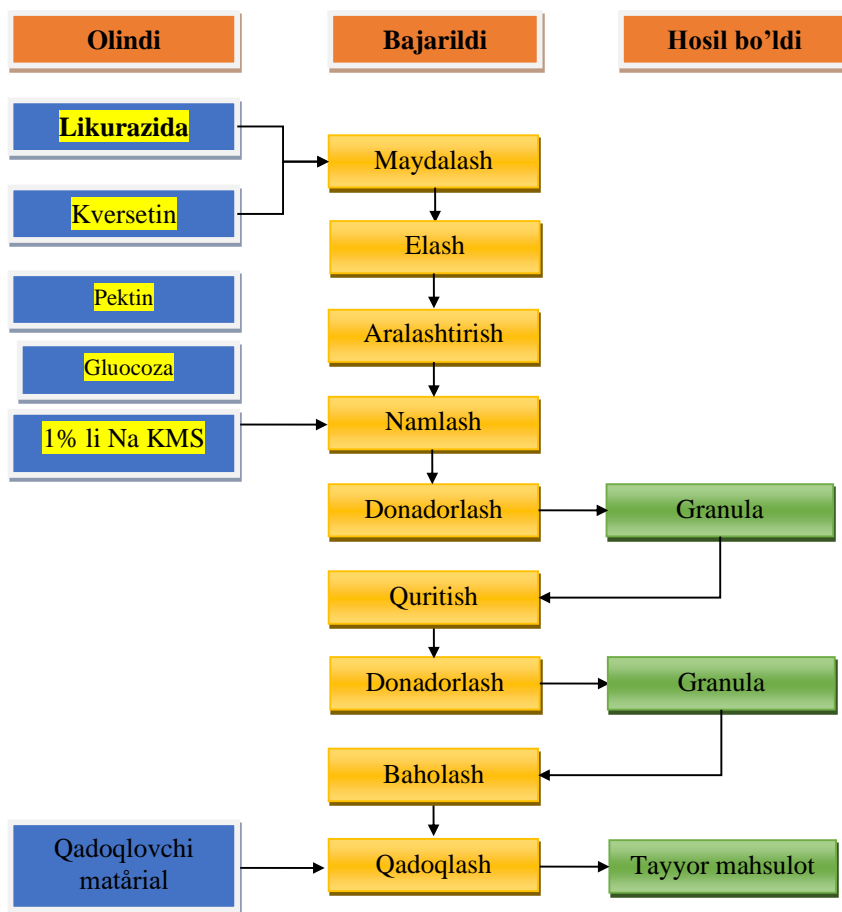 Olindi
Bajarildi
Hosil bo’ldi
Likurazida
Maydalash
Kversetin
Elash
Pektin
Aralashtirish
Gluocoza
1% li Na KMS
Namlash
Donadorlash
Granula
Quritish
Donadorlash
Granula
Baholash
Qadoqlovchi
matårial
Qadoqlash
Tayyor mahsulot